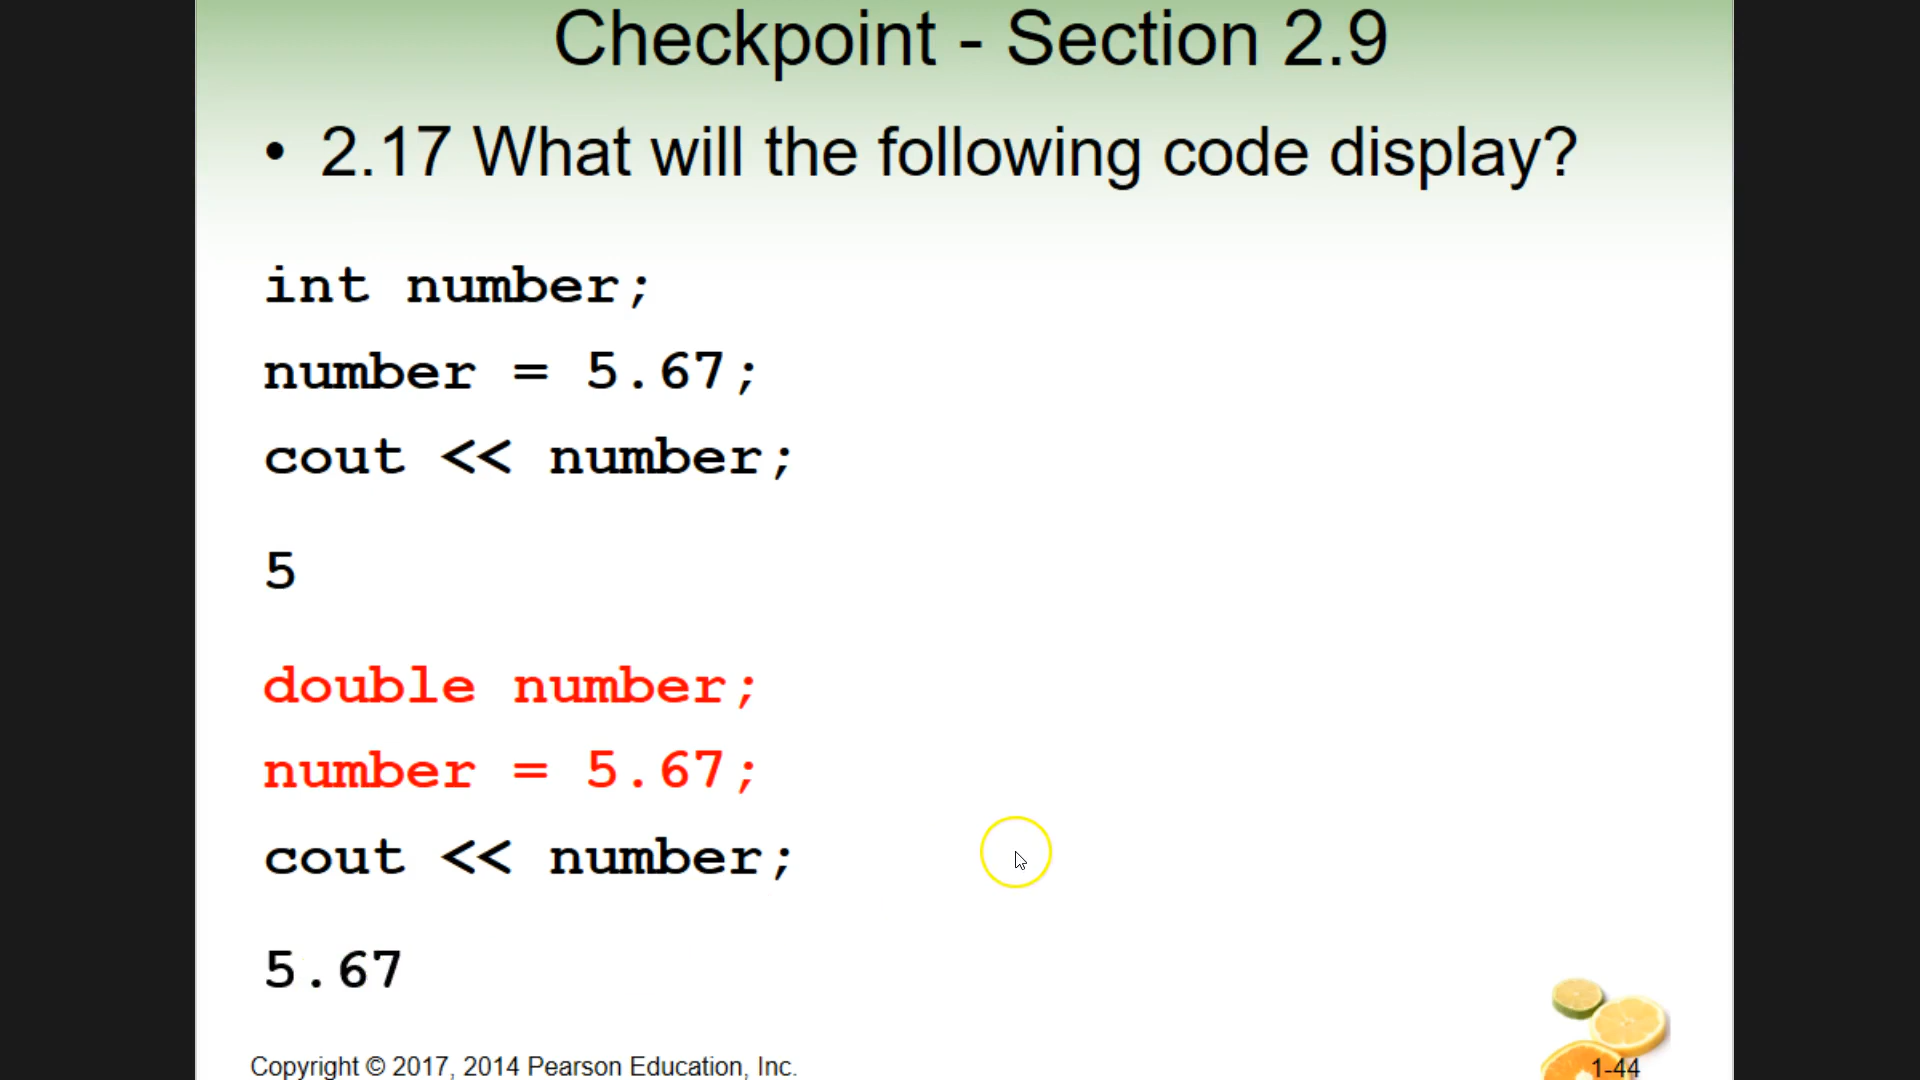 Checkpoint - Section 2.9
• 2.17 What will the following code display?
int number;
number = 5.67;
cout << number;
5
double number;
number = 5.67;
cout << number;
5.67
Copyright © 2017, 2014 Pearson Education, Inc.
1-44